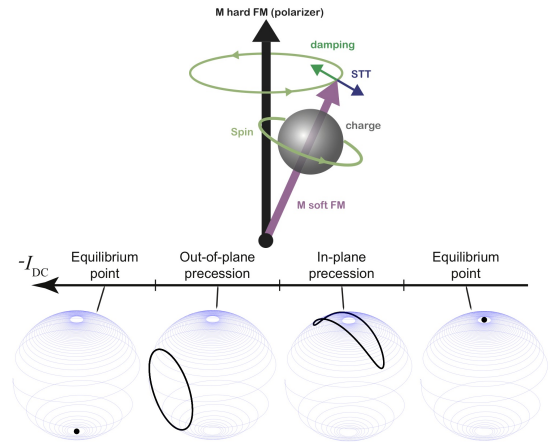 M hard FM (polarizer)
damping
STT
Spin
charge
M soft FM
-I_DC
Equilibrium
point
Out-of-plane
precession
In-plane
precession
Equilibrium
point